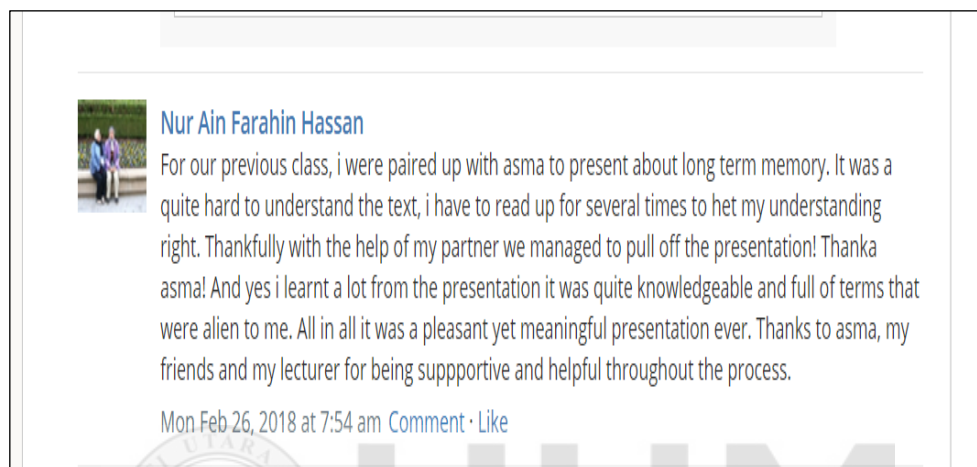 Nur Ain Farahin Hassan
For our previous class, i were paired up with asma to present about long term memory. It was a
quite hard to understand the text, i have to read up for several times to het my understanding
right. Thankfully with the help of my partner we managed to pull off the presentation! Thanka
asma! And yes i learnt a lot from the presentation it was quite knowledgeable and full of terms that
were alien to me. All in all it was a pleasant yet meaningful presentation ever. Thanks to asma, my
friends and my lecturer for being suppportive and helpful throughout the process.
Mon Feb 26, 2018 at 7:54 am Comment · Like
UTARA